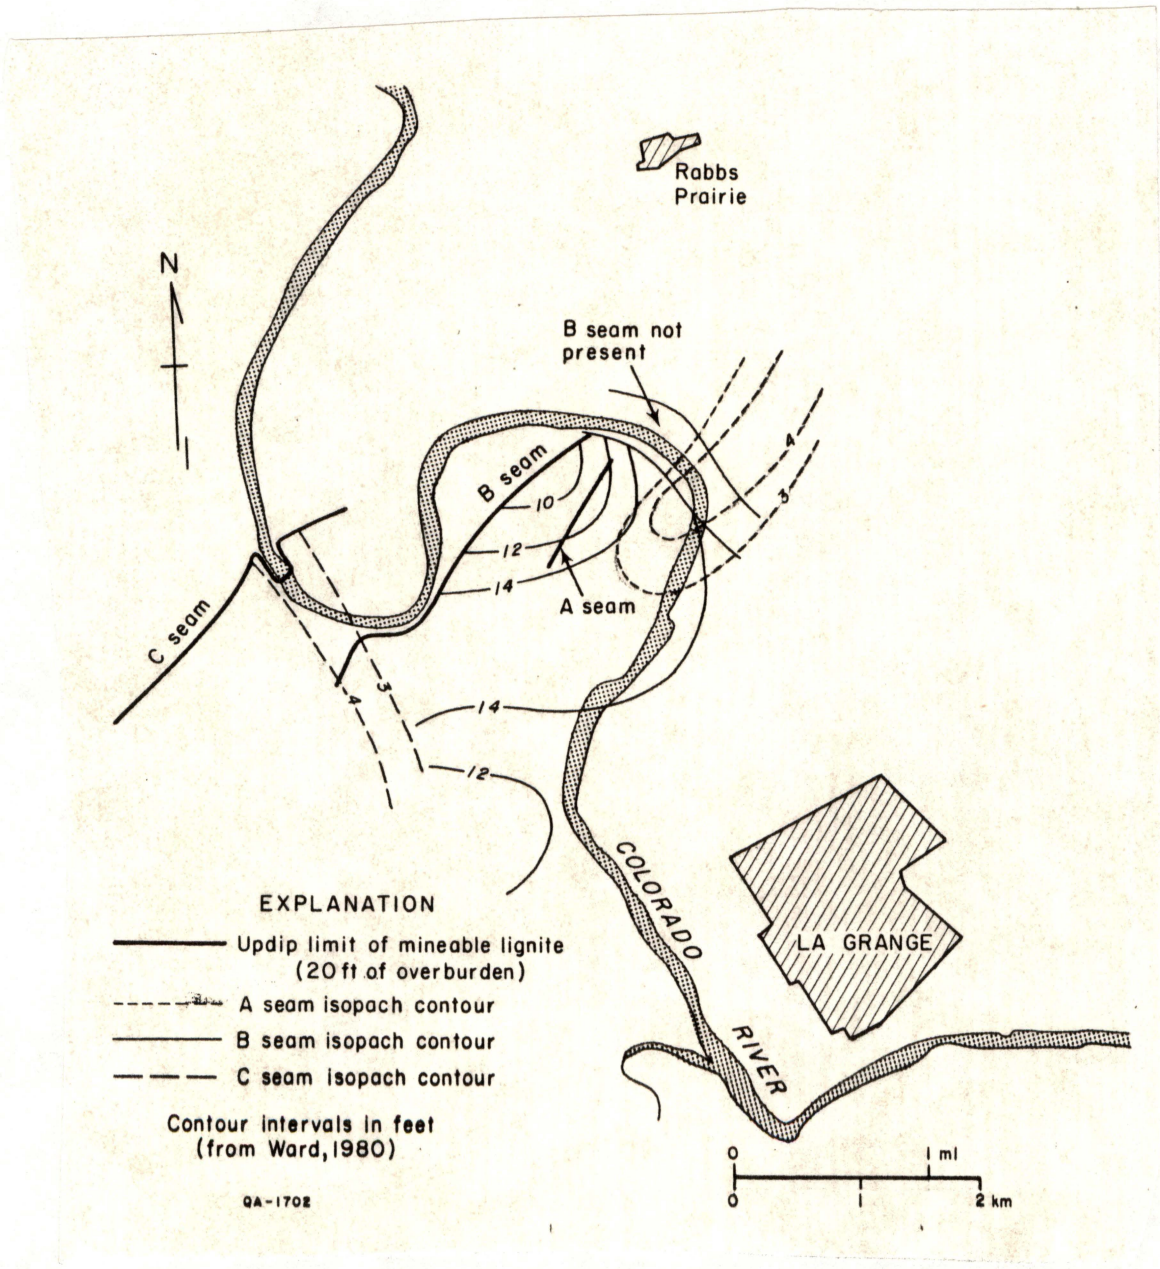 Rabbs
Prairie
N
B seam not
present
4
3
B seam
10
12
14
A seam
C seam
3
4
14
12
COLORADO
RIVER
LA GRANGE
EXPLANATION
Updip limit of mineable lignite
(20 ft of overburden)
A seam isopach contour
B seam isopach contour
C seam isopach contour
Contour intervals in feet
(from Ward, 1980)
QA-1702
0 1 mi
0 1 2 km